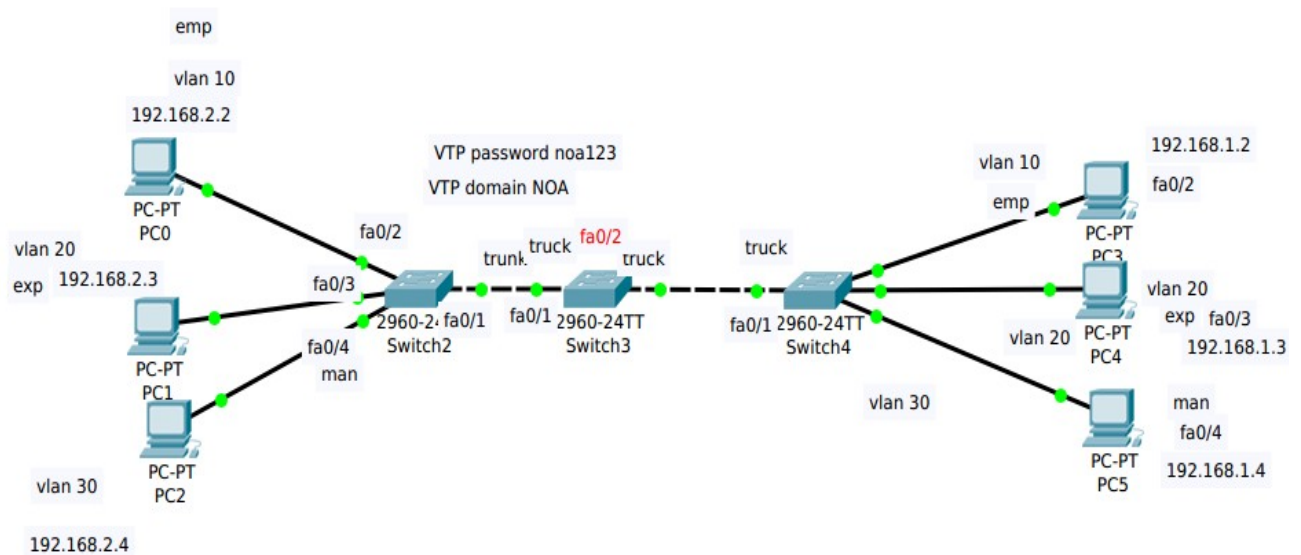 emp
vlan 10
192.168.2.2
PC-PT
PC0
vlan 20
exp
192.168.2.3
PC-PT
PC1
PC-PT
PC2
vlan 30
192.168.2.4
VTP password noa123
VTP domain NOA
fa0/2
fa0/3
fa0/4
man
trunk
truck
fa0/2
truck
2960-24
fa0/1
Switch2
fa0/1
2960-24TT
Switch3
truck
fa0/1
2960-24TT
Switch4
vlan 10
emp
192.168.1.2
fa0/2
PC-PT
PC3
vlan 20
exp
fa0/3
192.168.1.3
vlan 20
PC-PT
PC4
vlan 30
man
fa0/4
192.168.1.4
PC-PT
PC5